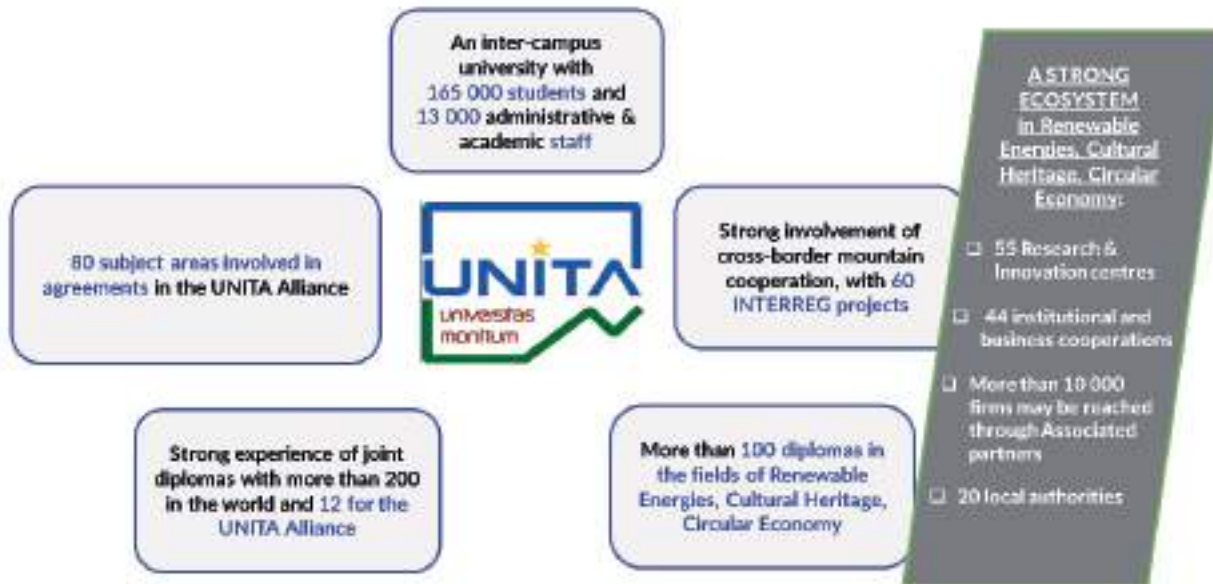 An inter-campus
university with
165 000 students and
13 000 administrative &
academic staff
80 subject areas involved in
agreements in the UNITA Alliance
UNITA
universitas
montium
Strong involvement of
cross-border mountain
cooperation, with 60
INTERREG projects
Strong experience of joint
diplomas with more than 200
in the world and 12 for the
UNITA Alliance
More than 100 diplomas in
the fields of Renewable
Energies, Cultural Heritage,
Circular Economy
A STRONG
ECOSYSTEM
in Renewable
Energies, Cultural
Heritage, Circular
Economy:
❑ 55 Research &
Innovation centres
❑ 44 institutional and
business cooperations
❑ More than 10 000
firms may be reached
through Associated
partners
❑ 20 local authorities